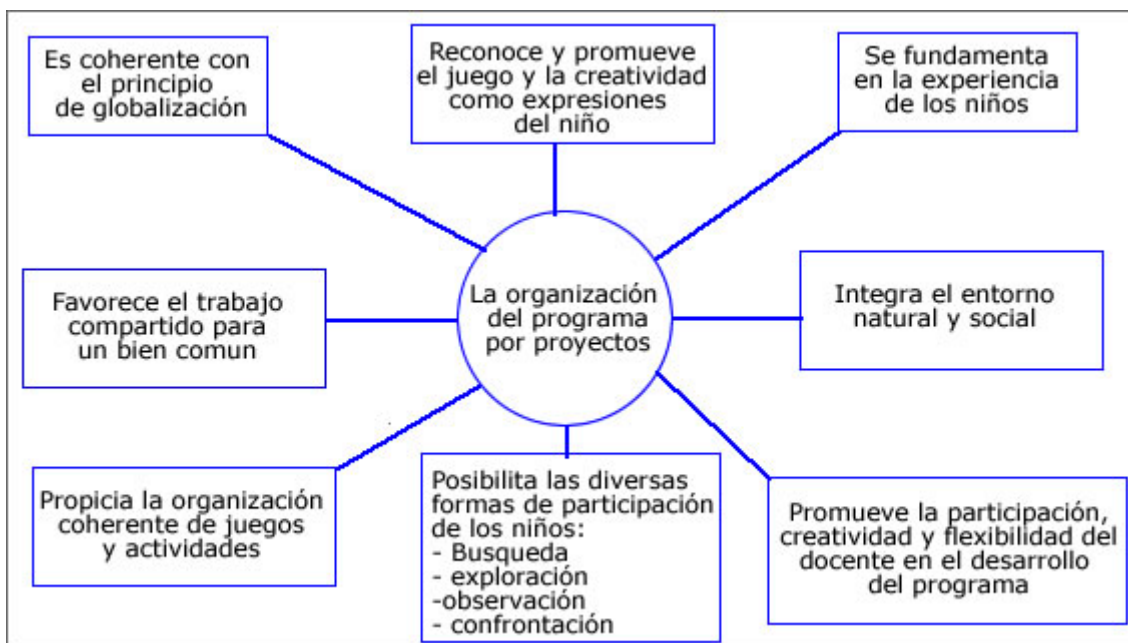 Es coherente con
el principio
de globalización
Reconoce y promueve
el juego y la creatividad
como expresiones
del niño
Se fundamenta
en la experiencia
de los niños
Favorece el trabajo
compartido para
un bien comun
La organización
del programa
por proyectos
Integra el entorno
natural y social
Propicia la organización
coherente de juegos
y actividades
Posibilita las diversas
formas de participación
de los niños:
- Busqueda
- exploración
-observación
- confrontación
Promueve la participación,
creatividad y flexibilidad del
docente en el desarrollo
del programa